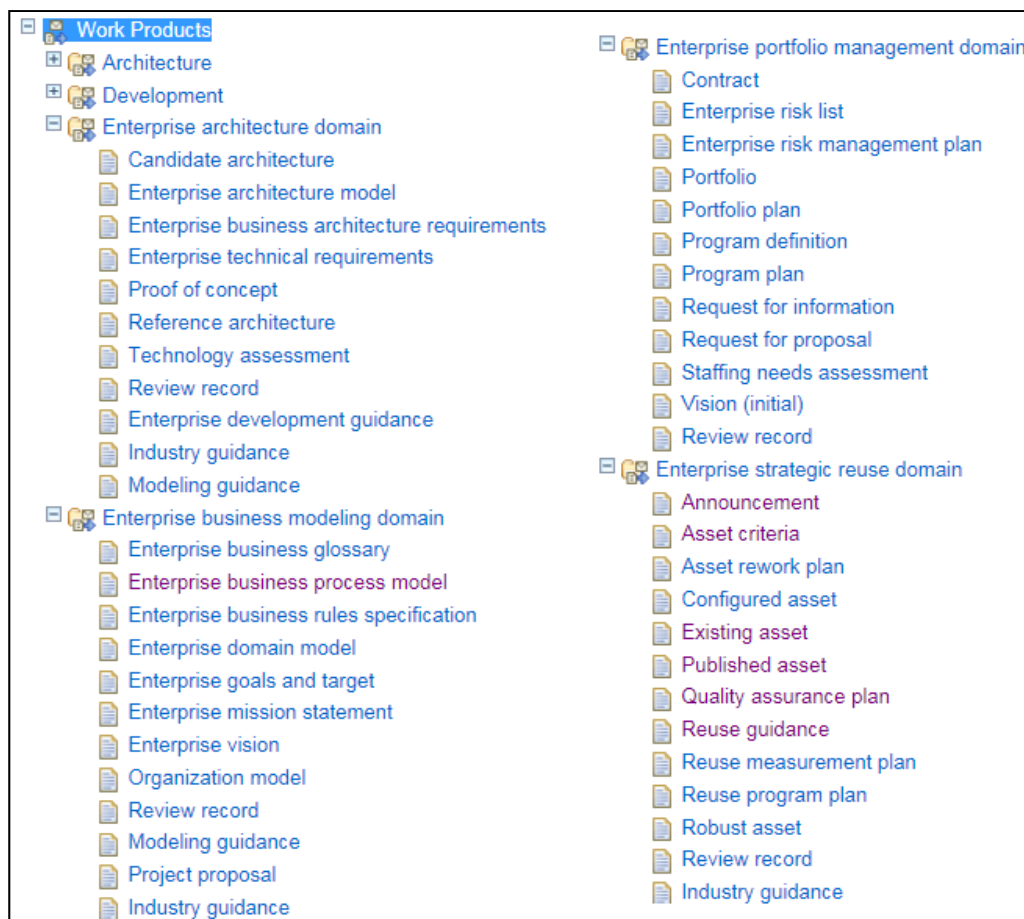 Work Products
Architecture
Development
Enterprise architecture domain
Candidate architecture
Enterprise architecture model
Enterprise business architecture requirements
Enterprise technical requirements
Proof of concept
Reference architecture
Technology assessment
Review record
Enterprise development guidance
Industry guidance
Modeling guidance
Enterprise business modeling domain
Enterprise business glossary
Enterprise business process model
Enterprise business rules specification
Enterprise domain model
Enterprise goals and target
Enterprise mission statement
Enterprise vision
Organization model
Review record
Modeling guidance
Project proposal
Industry guidance
Enterprise portfolio management domain
Contract
Enterprise risk list
Enterprise risk management plan
Portfolio
Portfolio plan
Program definition
Program plan
Request for information
Request for proposal
Staffing needs assessment
Vision (initial)
Review record
Enterprise strategic reuse domain
Announcement
Asset criteria
Asset rework plan
Configured asset
Existing asset
Published asset
Quality assurance plan
Reuse guidance
Reuse measurement plan
Reuse program plan
Robust asset
Review record
Industry guidance